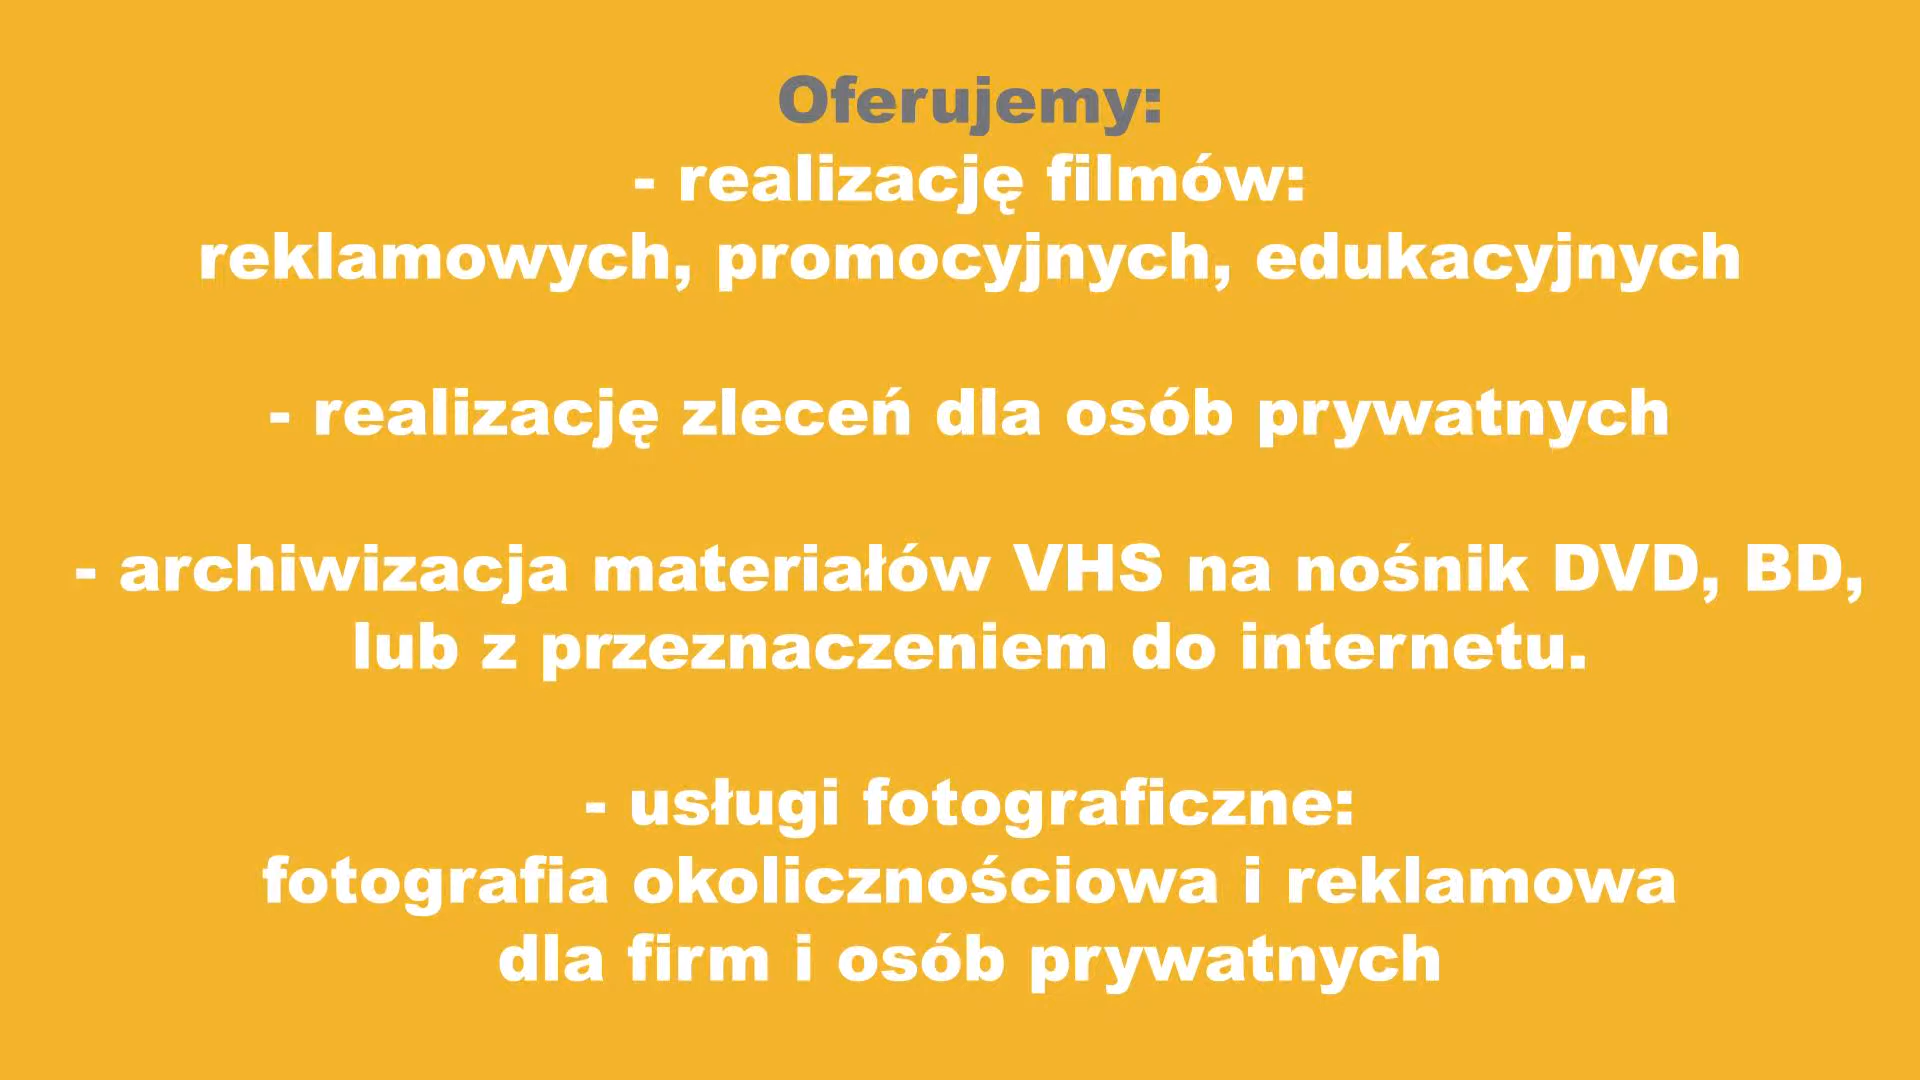 Oferujemy:
- realizację filmów:
reklamowych, promocyjnych, edukacyjnych
- realizację zleceń dla osób prywatnych
- archiwizacja materiałów VHS na nośnik DVD, BD,
lub z przeznaczeniem do internetu.
- usługi fotograficzne:
fotografia okolicznościowa i reklamowa
dla firm i osób prywatnych